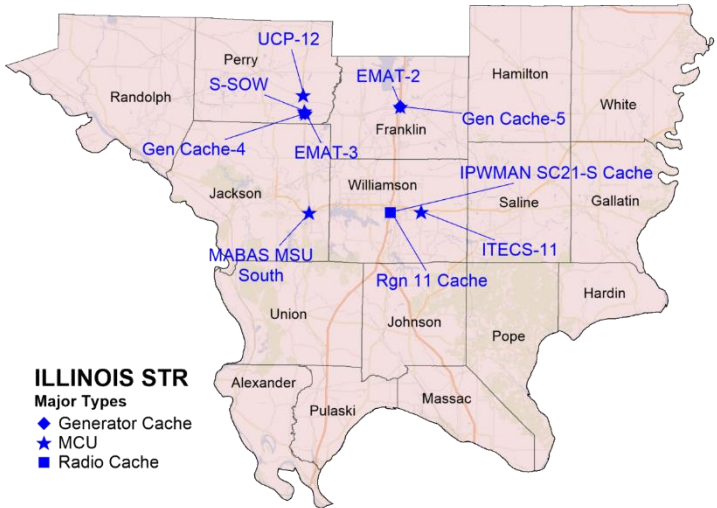 UCP-12
Perry
Hamilton
S-SOW
EMAT-2
Randolph
White
Gen Cache-5
Franklin
Gen Cache-4
EMAT-3
IPWMAN SC21-S Cache
Williamson
Jackson
Saline
Gallatin
MABAS MSU
South
ITECS-11
Rgn 11 Cache
Hardin
Union
Johnson
Pope
ILLINOIS STR
Major Types
Generator Cache
MCU
Radio Cache
Alexander
Pulaski
Massac